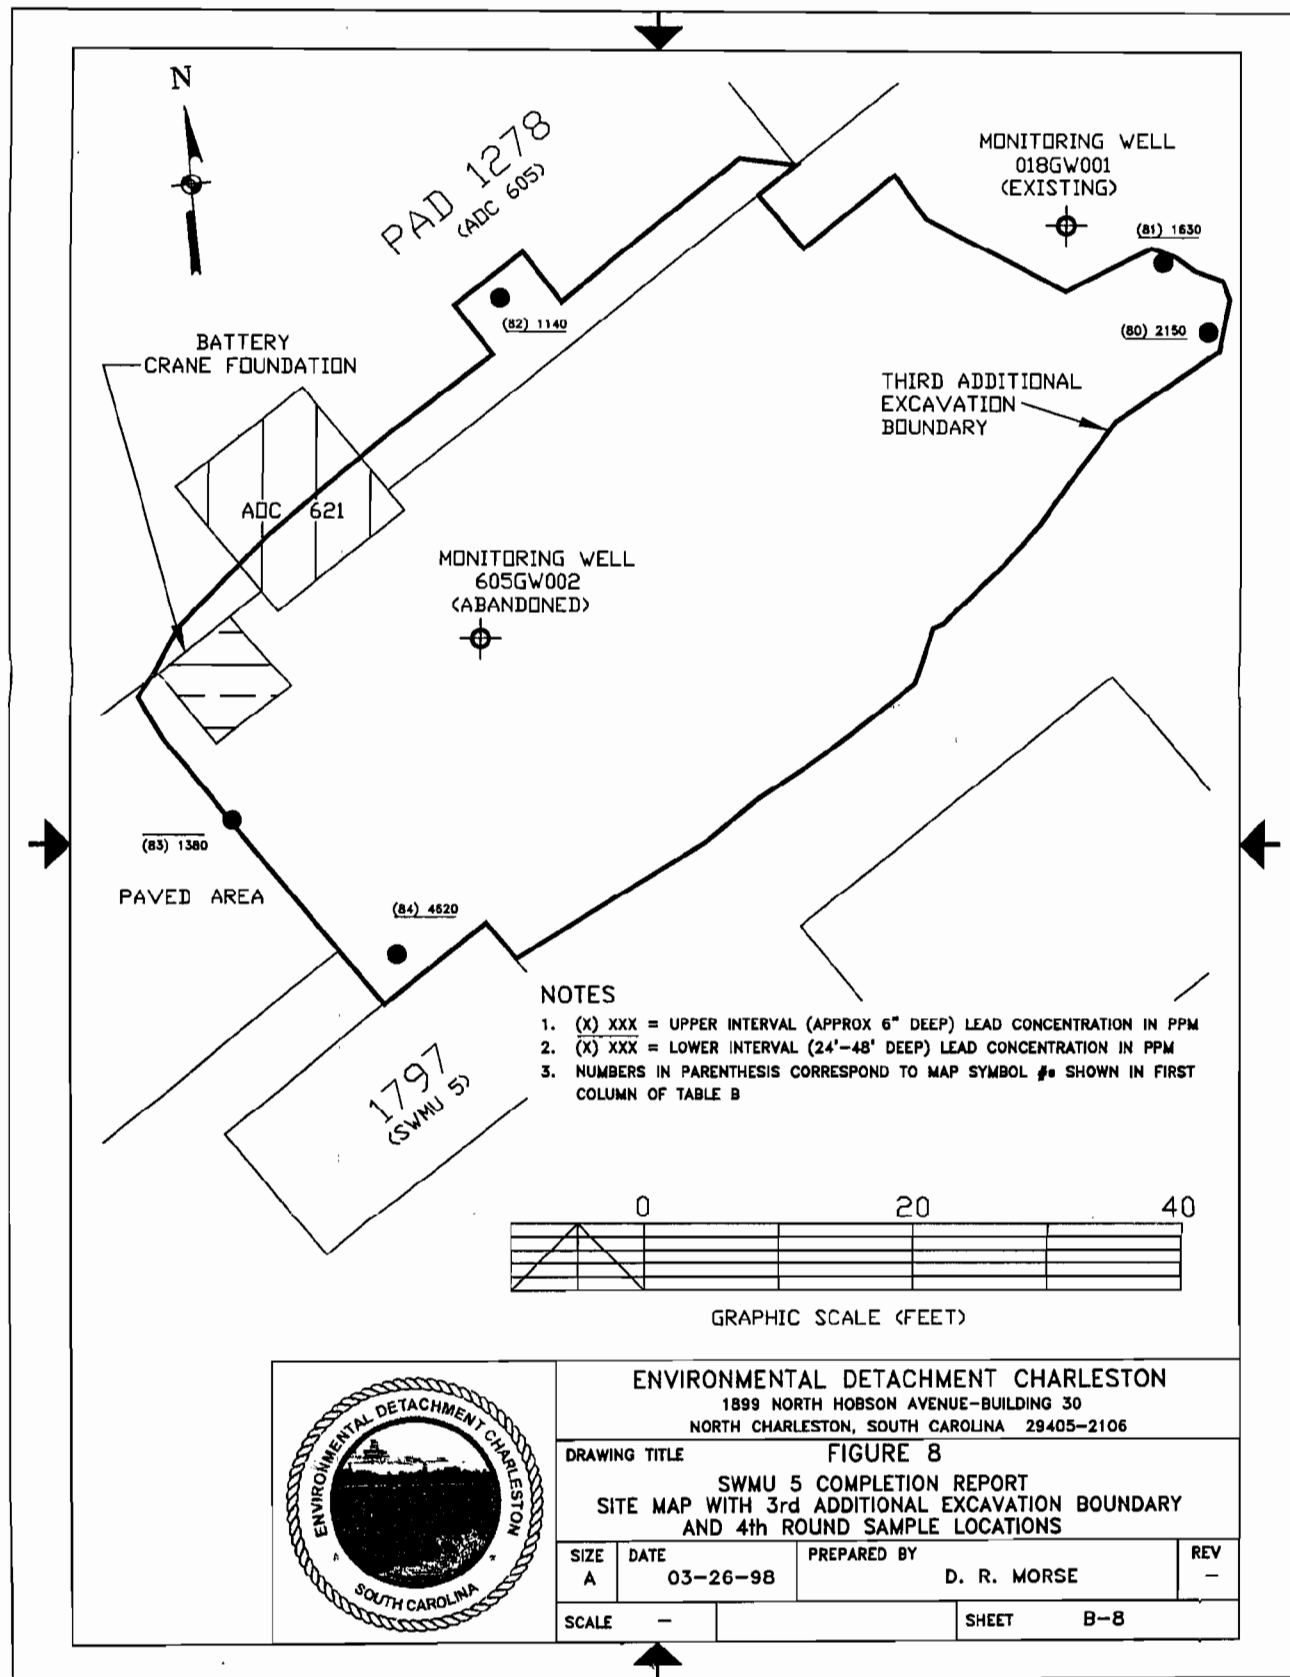 N
PAD 1278
(AOC 605)
MONITORING WELL
018GW001
(EXISTING)
(81) 1630
(82) 1140
(80) 2150
BATTERY
CRANE FOUNDATION
THIRD ADDITIONAL
EXCAVATION
BOUNDARY
AOC 621
MONITORING WELL
605GW002
(ABANDONED)
(83) 1380
PAVED AREA
(84) 4620
NOTES
1. (X) XXX = UPPER INTERVAL (APPROX 6" DEEP) LEAD CONCENTRATION IN PPM
2. (X) XXX = LOWER INTERVAL (24'-48' DEEP) LEAD CONCENTRATION IN PPM
3. NUMBERS IN PARENTHESIS CORRESPOND TO MAP SYMBOL #s SHOWN IN FIRST
COLUMN OF TABLE B
1797
(SWMU 5)
0 20 40
GRAPHIC SCALE (FEET)
ENVIRONMENTAL DETACHMENT CHARLESTON
SOUTH CAROLINA
ENVIRONMENTAL DETACHMENT CHARLESTON
1899 NORTH HOBSON AVENUE-BUILDING 30
NORTH CHARLESTON, SOUTH CAROLINA 29405-2106
DRAWING TITLE FIGURE 8
SWMU 5 COMPLETION REPORT
SITE MAP WITH 3rd ADDITIONAL EXCAVATION BOUNDARY
AND 4th ROUND SAMPLE LOCATIONS
SIZE DATE PREPARED BY REV
A 03-26-98 D. R. MORSE -
SCALE - SHEET B-8